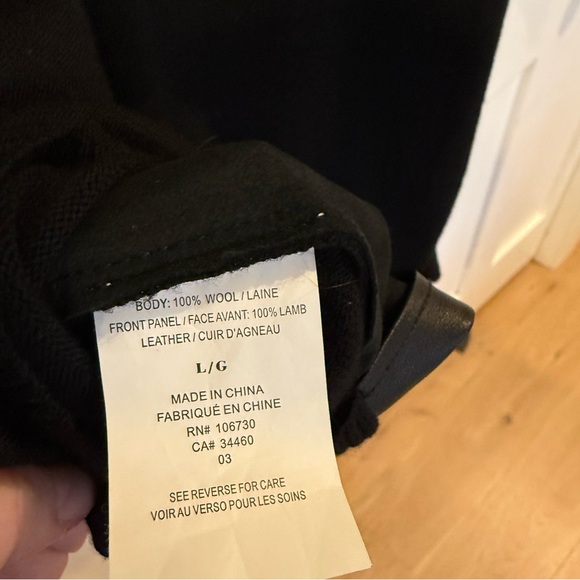 BODY: 100% WOOL / LAINE
FRONT PANEL / FACE AVANT: 100% LAMB
LEATHER / CUIR D'AGNEAU
L/G
MADE IN CHINA
FABRIQUÉ EN CHINE
RN# 106730
CA# 34460
03
SEE REVERSE FOR CARE
VOIR AU VERSO POUR LES SOINS